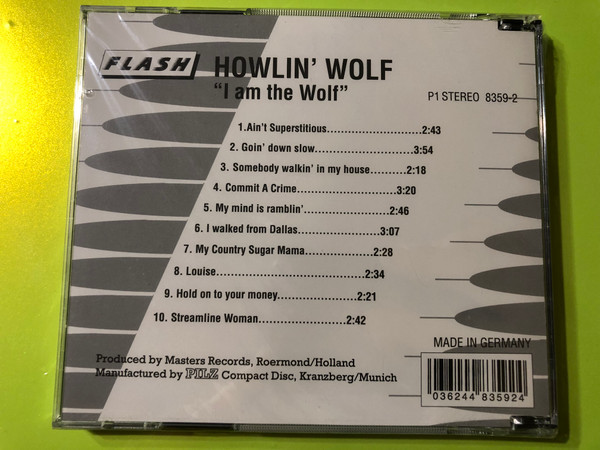 FLASH
HOWLIN' WOLF
"I am the Wolf"
P1 STEREO 8359-2
1.Ain't Superstitious.......................2:43
2. Goin' down slow..........................3:54
3. Somebody walkin' in my house.........2:18
4. Commit A Crime.........................3:20
5. My mind is ramblin'.....................2:46
6. I walked from Dallas....................3:07
7. My Country Sugar Mama.................2:28
8. Louise.....................................2:34
9. Hold on to your money...................2:21
10. Streamline Woman......................2:42
MADE IN GERMANY
Produced by Masters Records, Roermond/Holland
Manufactured by PILZ Compact Disc, Kranzberg/Munich
036244 835924